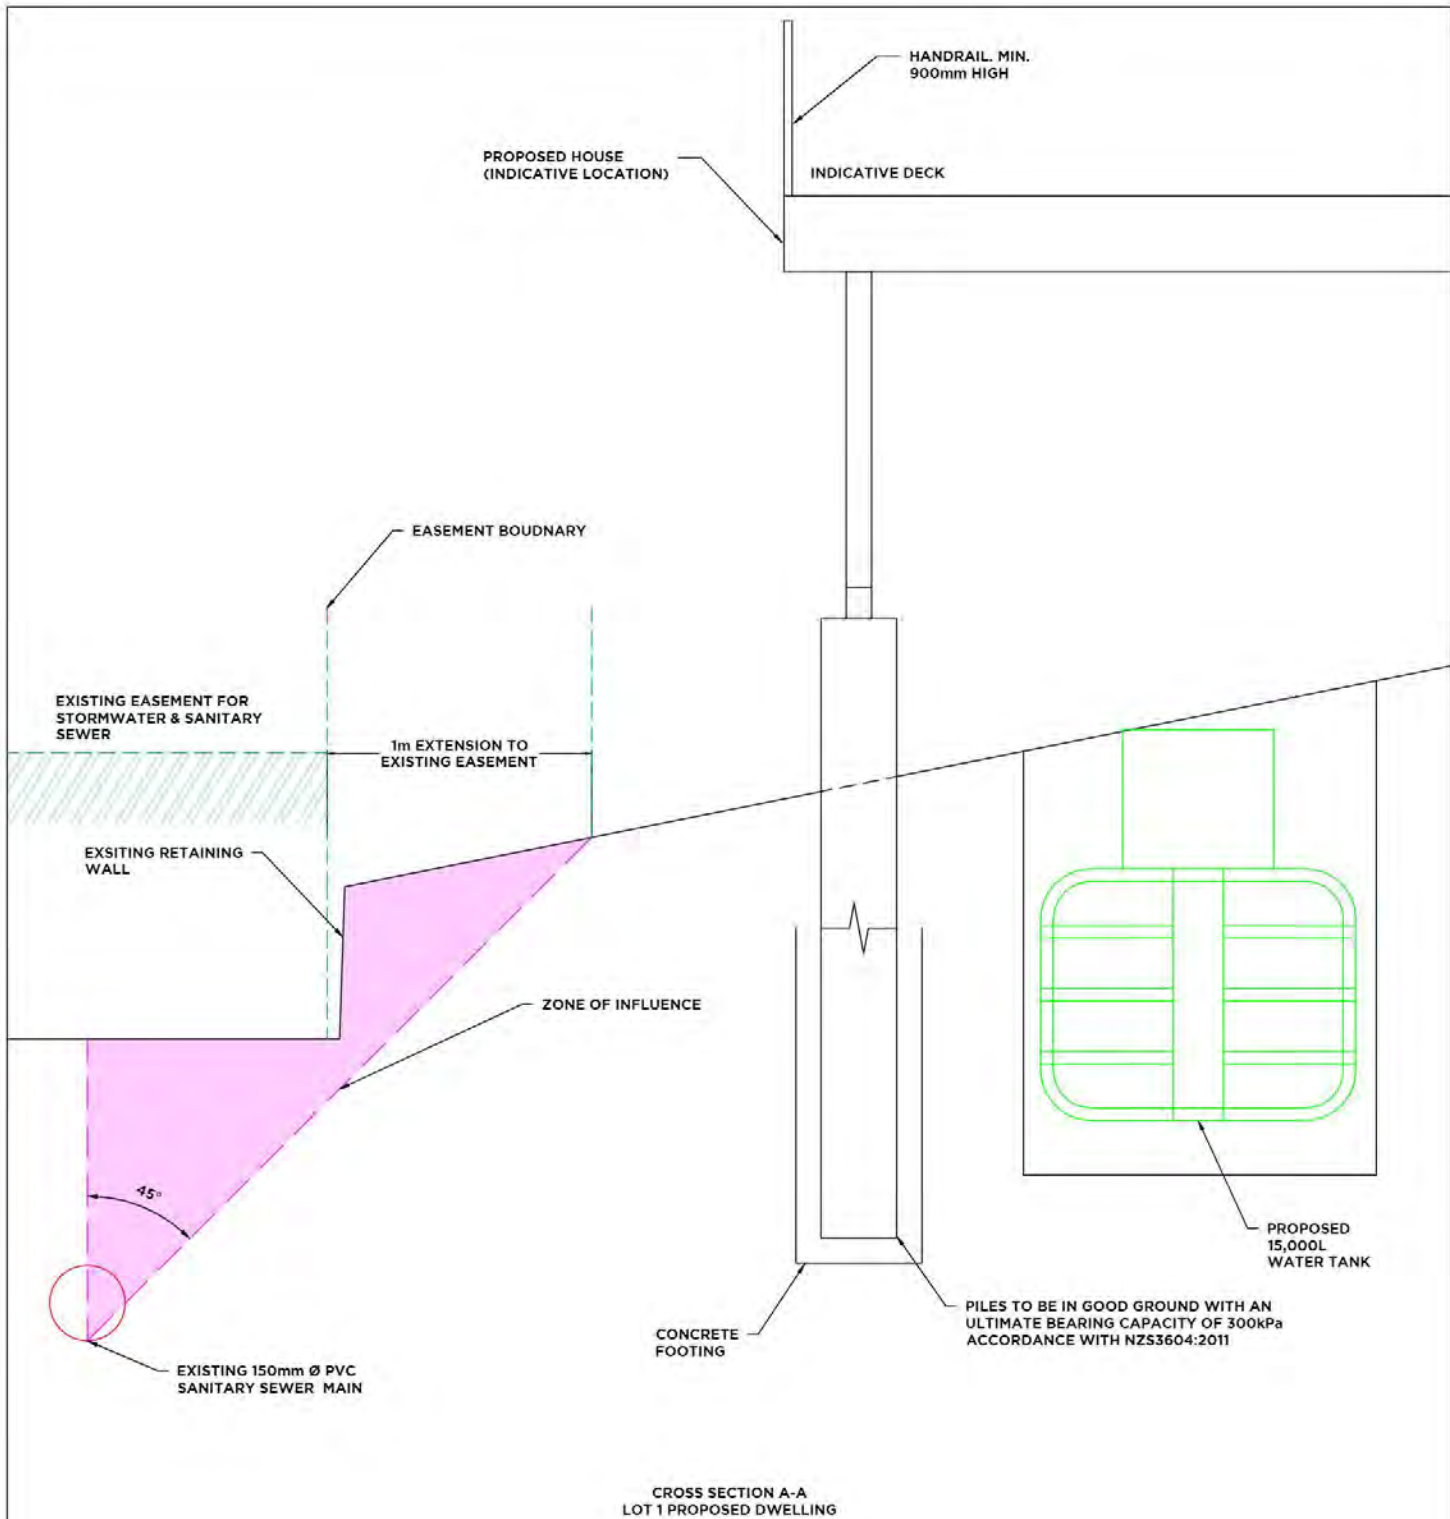 HANDRAIL. MIN.
900mm HIGH
PROPOSED HOUSE
(INDICATIVE LOCATION)
INDICATIVE DECK
EASEMENT BOUDNARY
EXISTING EASEMENT FOR
STORMWATER & SANITARY
SEWER
1m EXTENSION TO
EXISTING EASEMENT
EXSITING RETAINING
WALL
ZONE OF INFLUENCE
45°
PROPOSED
15,000L
WATER TANK
PILES TO BE IN GOOD GROUND WITH AN
ULTIMATE BEARING CAPACITY OF 300kPa
ACCORDANCE WITH NZS3604:2011
CONCRETE
FOOTING
EXISTING 150mm Ø PVC
SANITARY SEWER MAIN
CROSS SECTION A-A
LOT 1 PROPOSED DWELLING